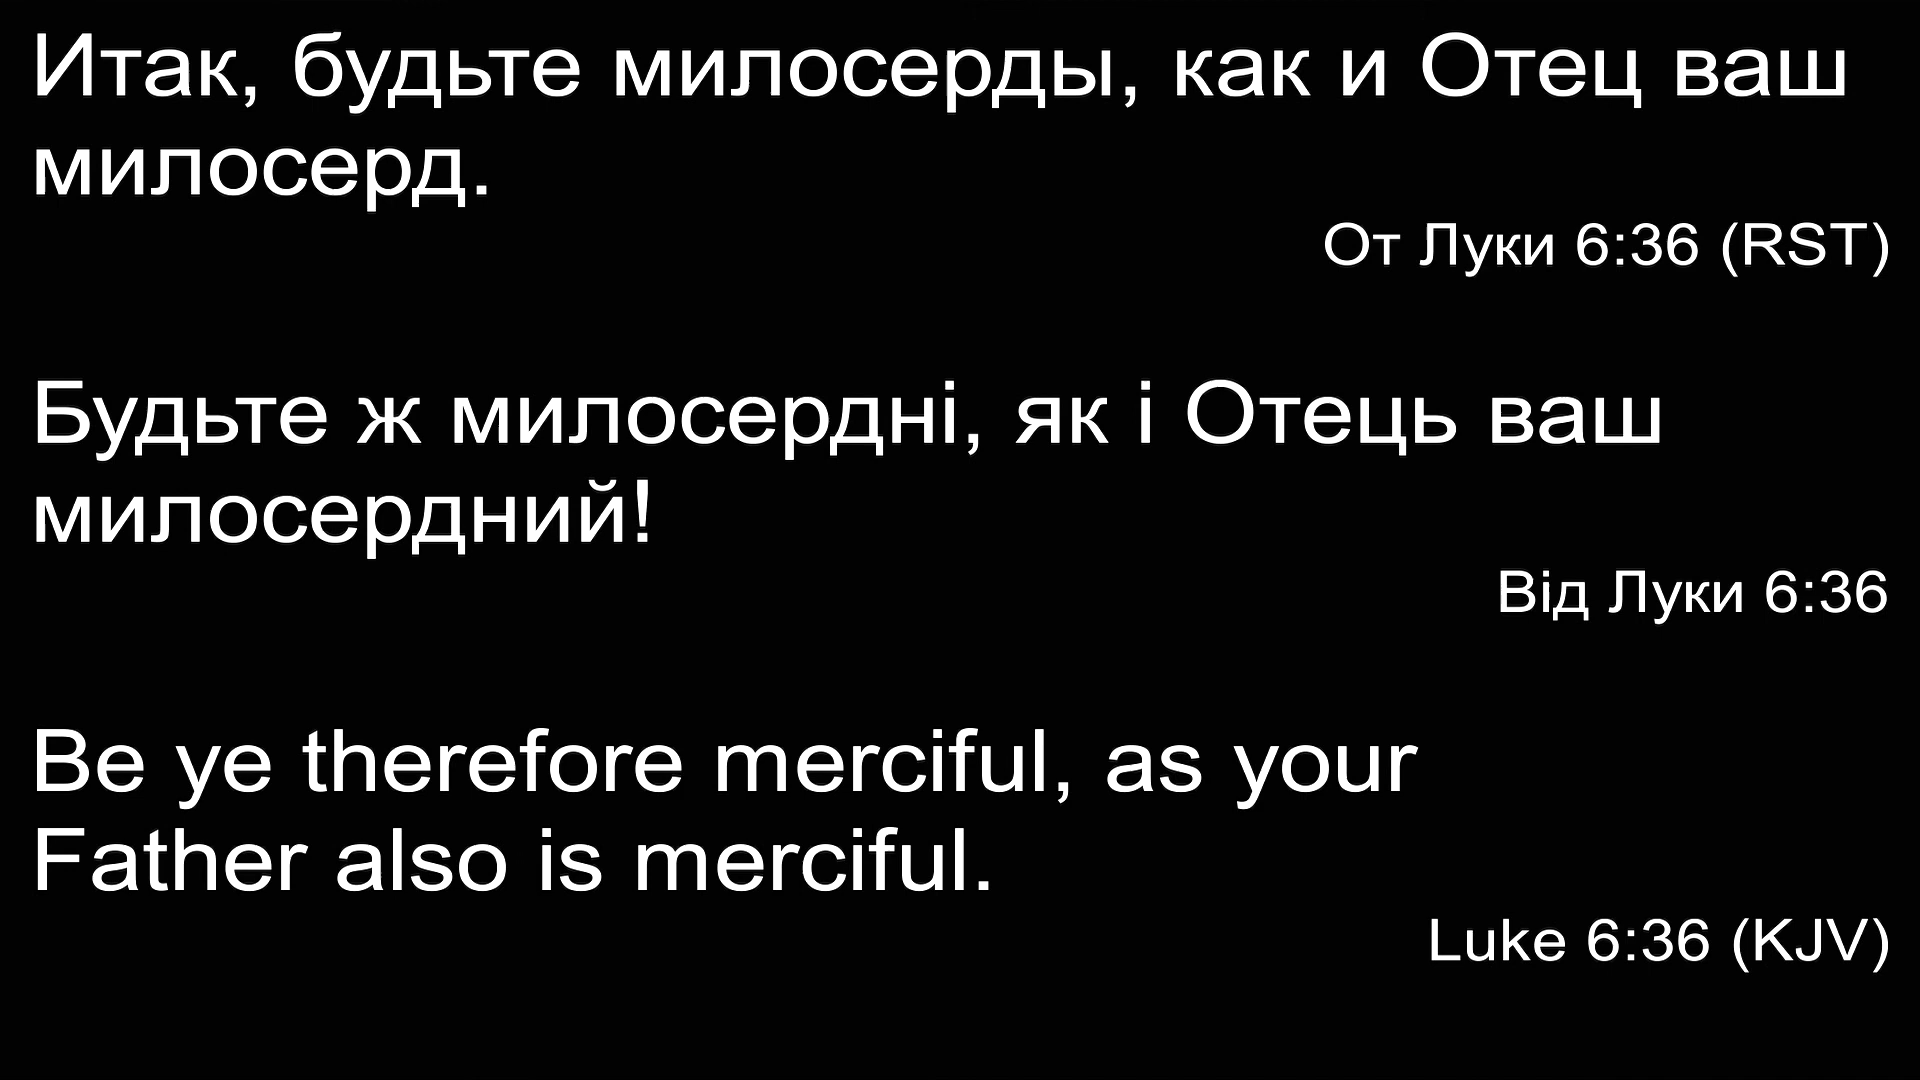 Итак, будьте милосерды, как и Отец ваш
милосерд.
От Луки 6:36 (RST)
Будьте ж милосердні, як і Отець ваш
милосердний!
Від Луки 6:36
Be ye therefore merciful, as your
Father also is merciful.
Luke 6:36 (KJV)